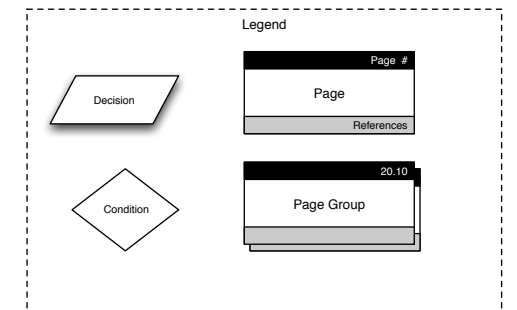 Legend
Page #
Decision
Page
References
20.10
Condition
Page Group